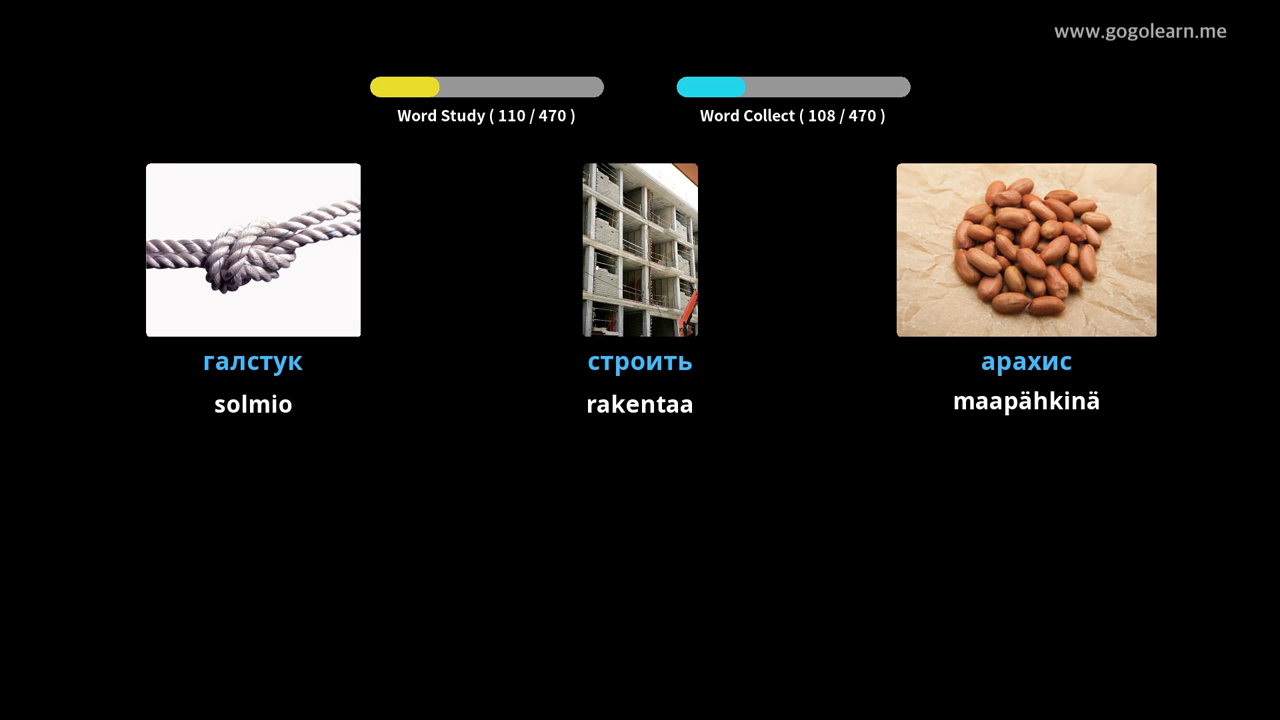 www.gogolearn.me
Word Study ( 110 / 470 )
Word Collect ( 108 / 470 )
галстук
строить
арахис
solmio
rakentaa
maapähkinä